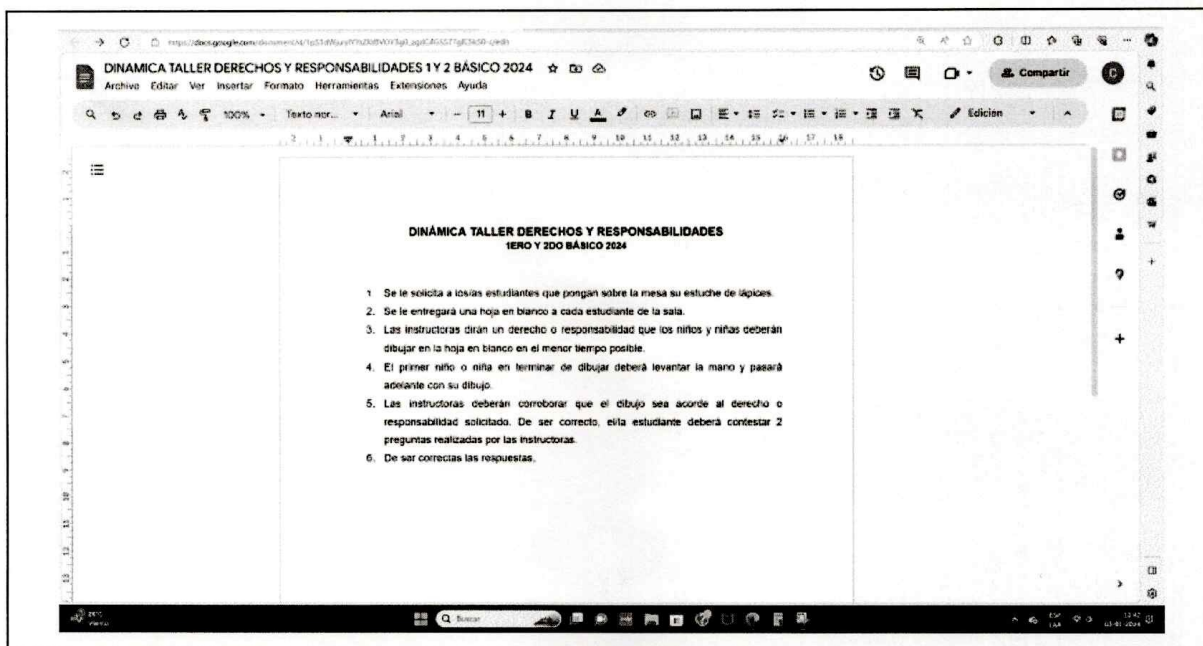 DINAMICA TALLER DERECHOS Y RESPONSABILIDADES 1 Y 2 BÁSICO 2024
Archivo Editar Ver Insertar Formato Herramientas Extensiones Ayuda
Compartir
C
100%
Texto nor...
Arial
11
B I U A
Edición
DINÁMICA TALLER DERECHOS Y RESPONSABILIDADES
1ERO Y 2DO BÁSICO 2024
1 Se le solicita a los/as estudiantes que pongan sobre la mesa su estuche de lápices.
2. Se le entregará una hoja en blanco a cada estudiante de la sala.
3. Las instructoras dirán un derecho o responsabilidad que los niños y niñas deberán
dibujar en la hoja en blanco en el menor tiempo posible.
4. El primer niño o niña en terminar de dibujar deberá levantar la mano y pasará
adelante con su dibujo.
5. Las instructoras deberán corroborar que el dibujo sea acorde al derecho o
responsabilidad solicitado. De ser correcto, el/la estudiante deberá contestar 2
preguntas realizadas por las instructoras.
6. De ser correctas las respuestas,
Buscar